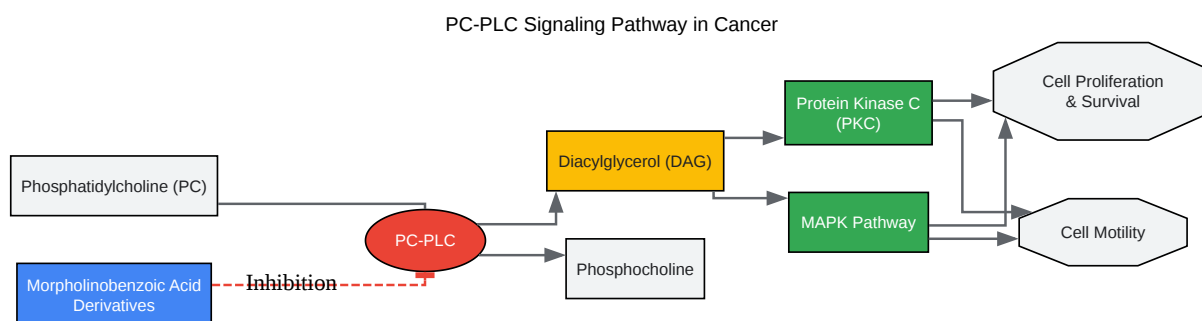 PC-PLC Signaling Pathway in Cancer
Phosphatidylcholine (PC)
Morpholinobenzoic Acid
Derivatives
Inhibition
PC-PLC
Diacylglycerol (DAG)
Phosphocholine
Protein Kinase C
(PKC)
MAPK Pathway
Cell Proliferation
& Survival
Cell Motility